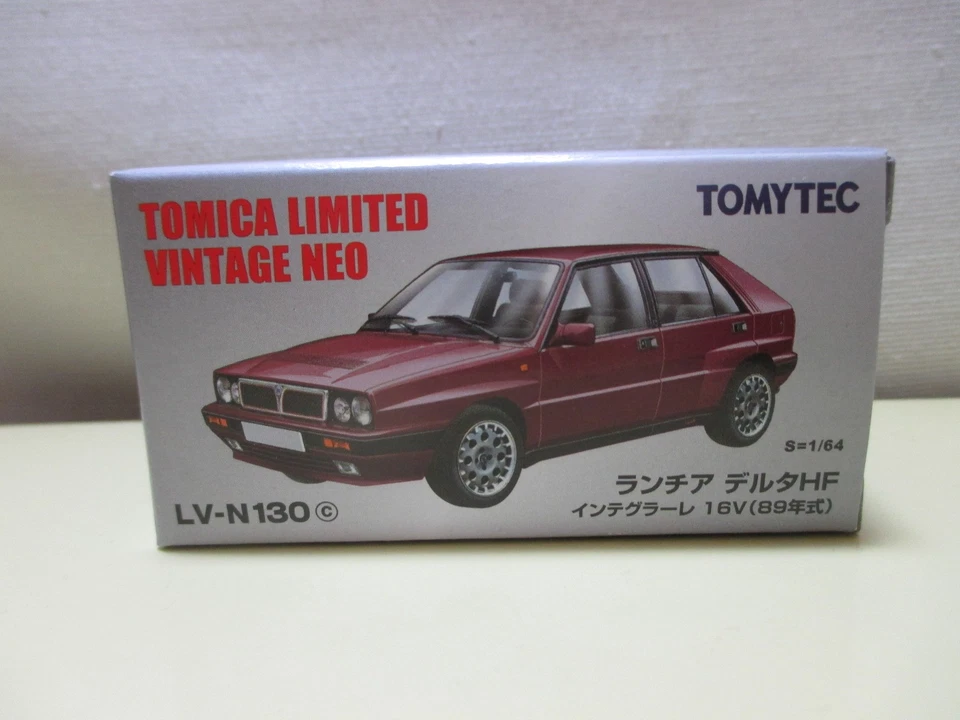 TOMICA LIMITED
VINTAGE NEO
TOMYTEC
S=1/64
ランチア デルタHF
インテグラーレ 16V(89年式)
LV-N130 ⓒ